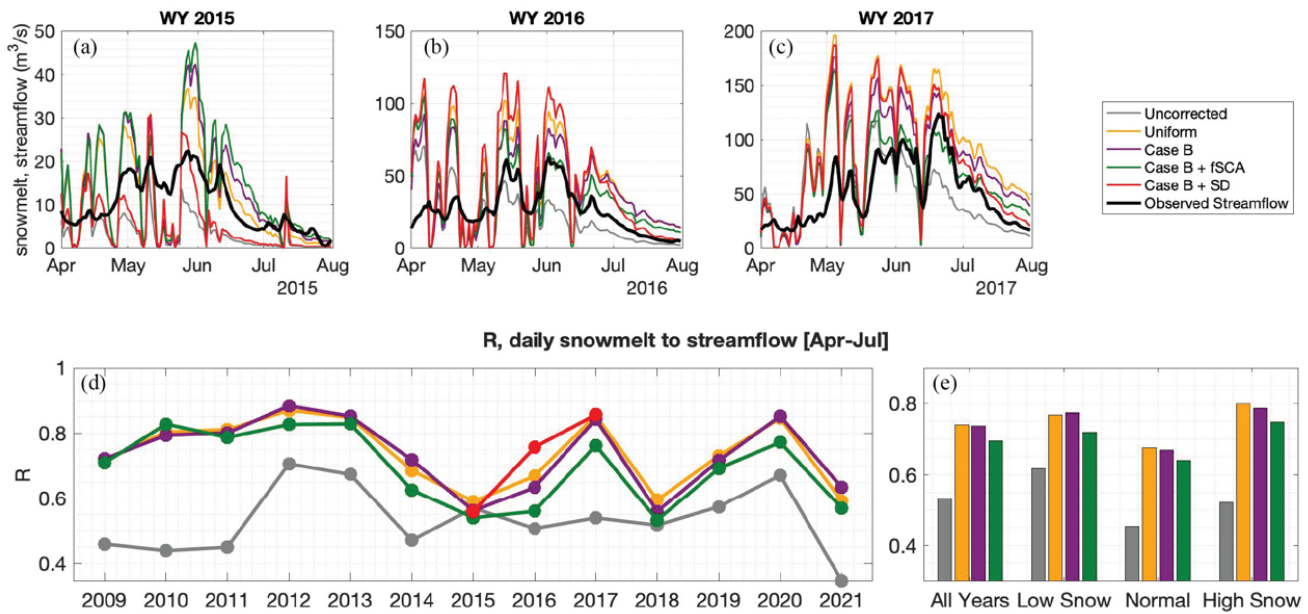 WY 2015
WY 2016
WY 2017
snowmelt, streamflow (m³/s)
(a)
50
40
30
20
10
0
Apr May Jun Jul Aug
2015
(b)
150
100
50
0
Apr May Jun Jul Aug
2016
(c)
200
150
100
50
0
Apr May Jun Jul Aug
2017
Uncorrected
Uniform
Case B
Case B + fSCA
Case B + SD
Observed Streamflow
R, daily snowmelt to streamflow [Apr-Jul]
(d)
R
1
0.8
0.6
0.4
2009 2010 2011 2012 2013 2014 2015 2016 2017 2018 2019 2020 2021
(e)
0.8
0.6
0.4
All Years Low Snow Normal High Snow